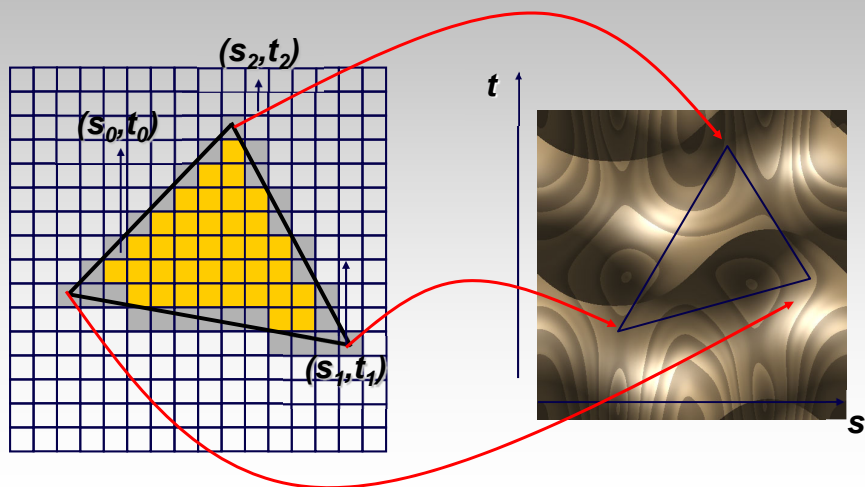 (s₂,t₂)
(s₀,t₀)
(s₁,t₁)
t
s